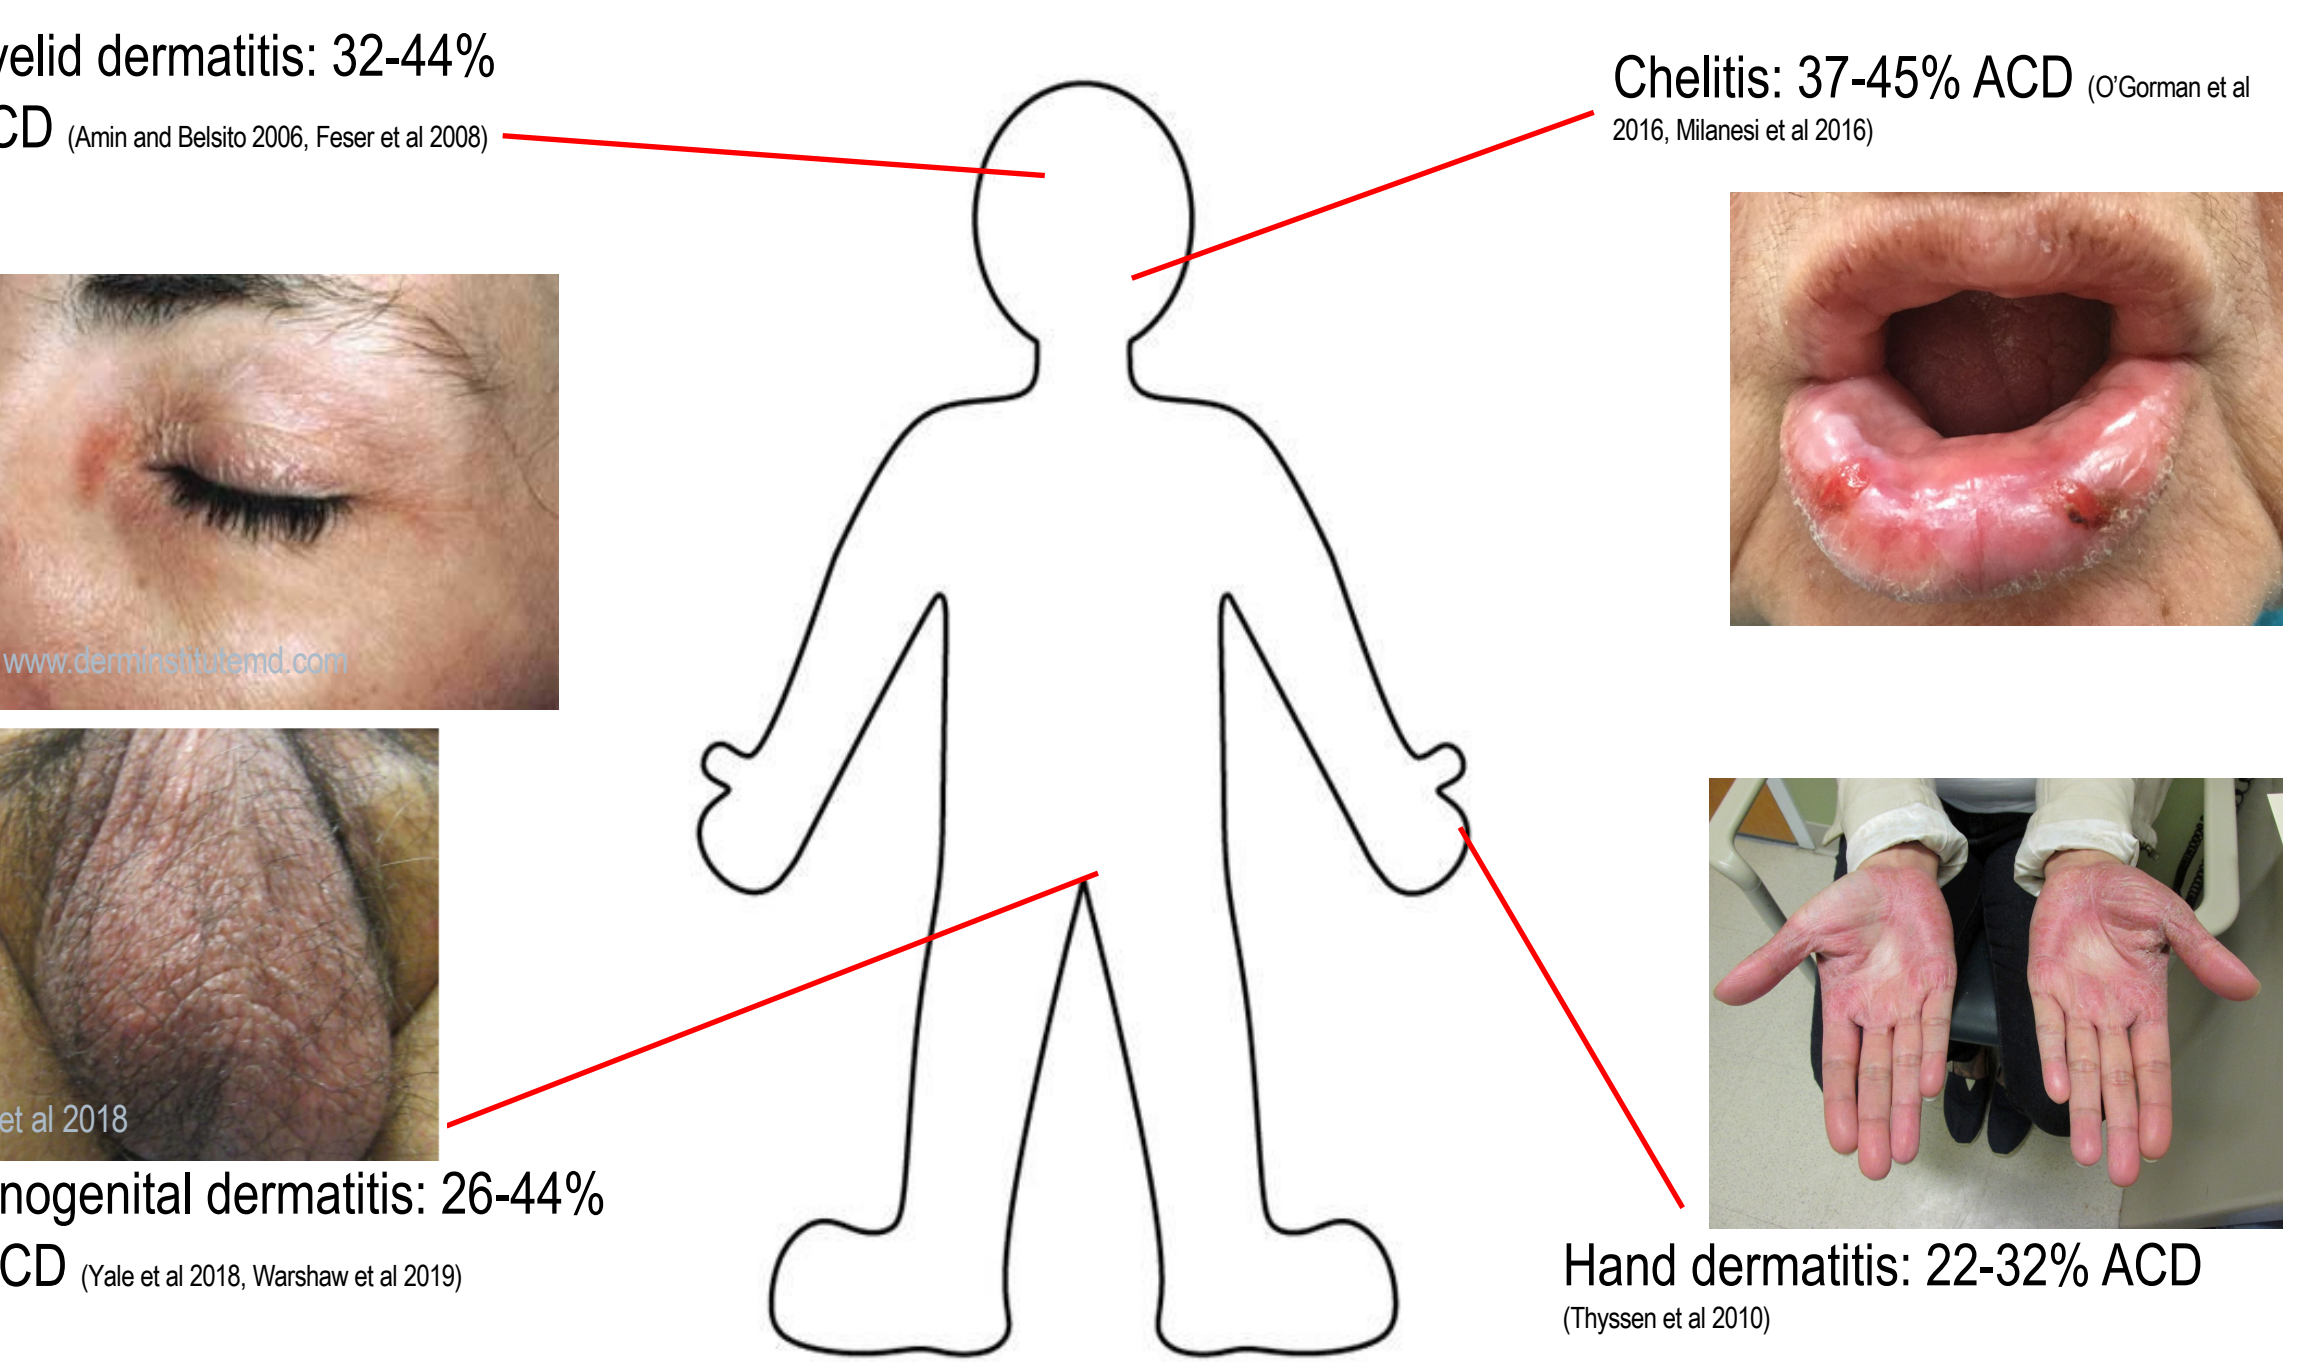 yelid dermatitis: 32-44%
CD (Amin and Belsito 2006, Feser et al 2008)
Chelitis: 37-45% ACD (O'Gorman et al
2016, Milanesi et al 2016)
www.derminstitutemd.com
et al 2018
nogenital dermatitis: 26-44%
CD (Yale et al 2018, Warshaw et al 2019)
Hand dermatitis: 22-32% ACD
(Thyssen et al 2010)